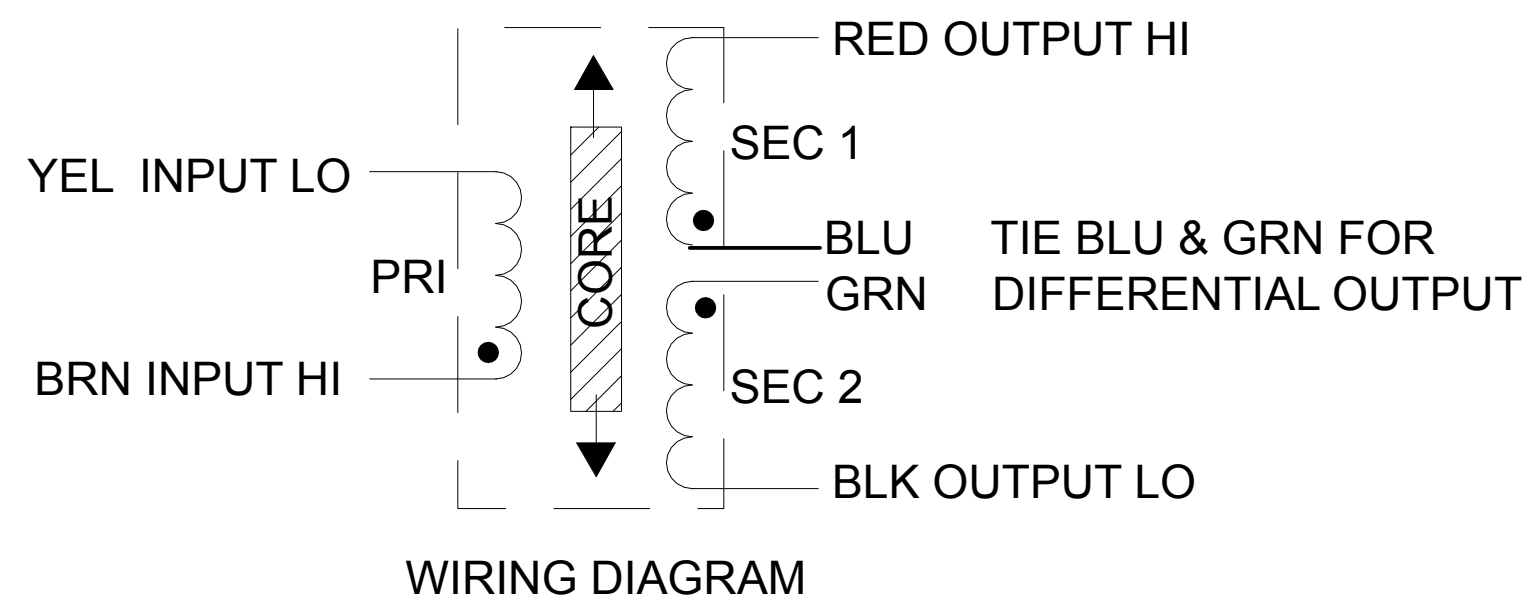 RED OUTPUT HI
SEC 1
YEL INPUT LO
CORE
BLU TIE BLU & GRN FOR
PRI
GRN DIFFERENTIAL OUTPUT
BRN INPUT HI
SEC 2
BLK OUTPUT LO
WIRING DIAGRAM